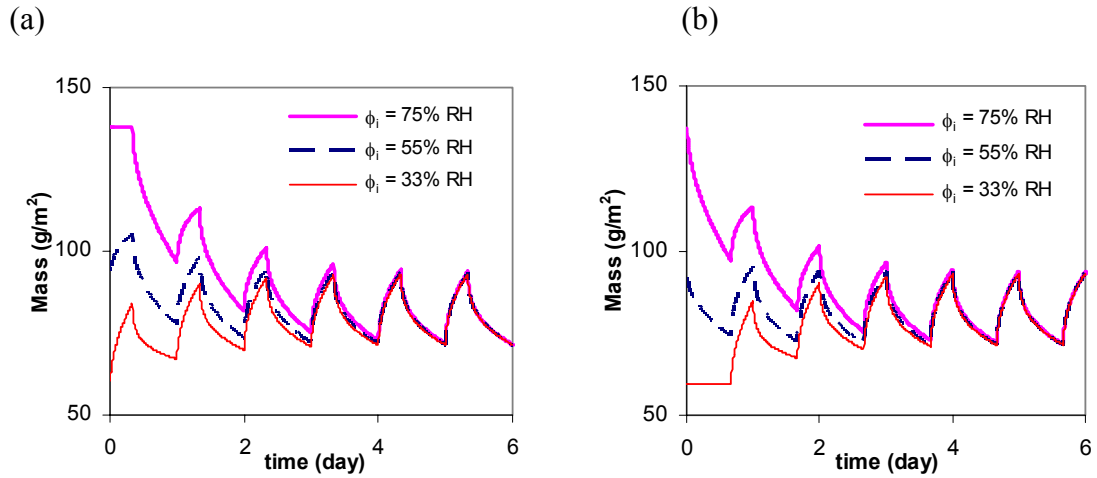 (a)
(b)
150
100
50
Mass (g/m²)
ϕᵢ = 75% RH
ϕᵢ = 55% RH
ϕᵢ = 33% RH
0
2
4
6
time (day)
150
100
50
Mass (g/m²)
ϕᵢ = 75% RH
ϕᵢ = 55% RH
ϕᵢ = 33% RH
0
2
4
6
time (day)